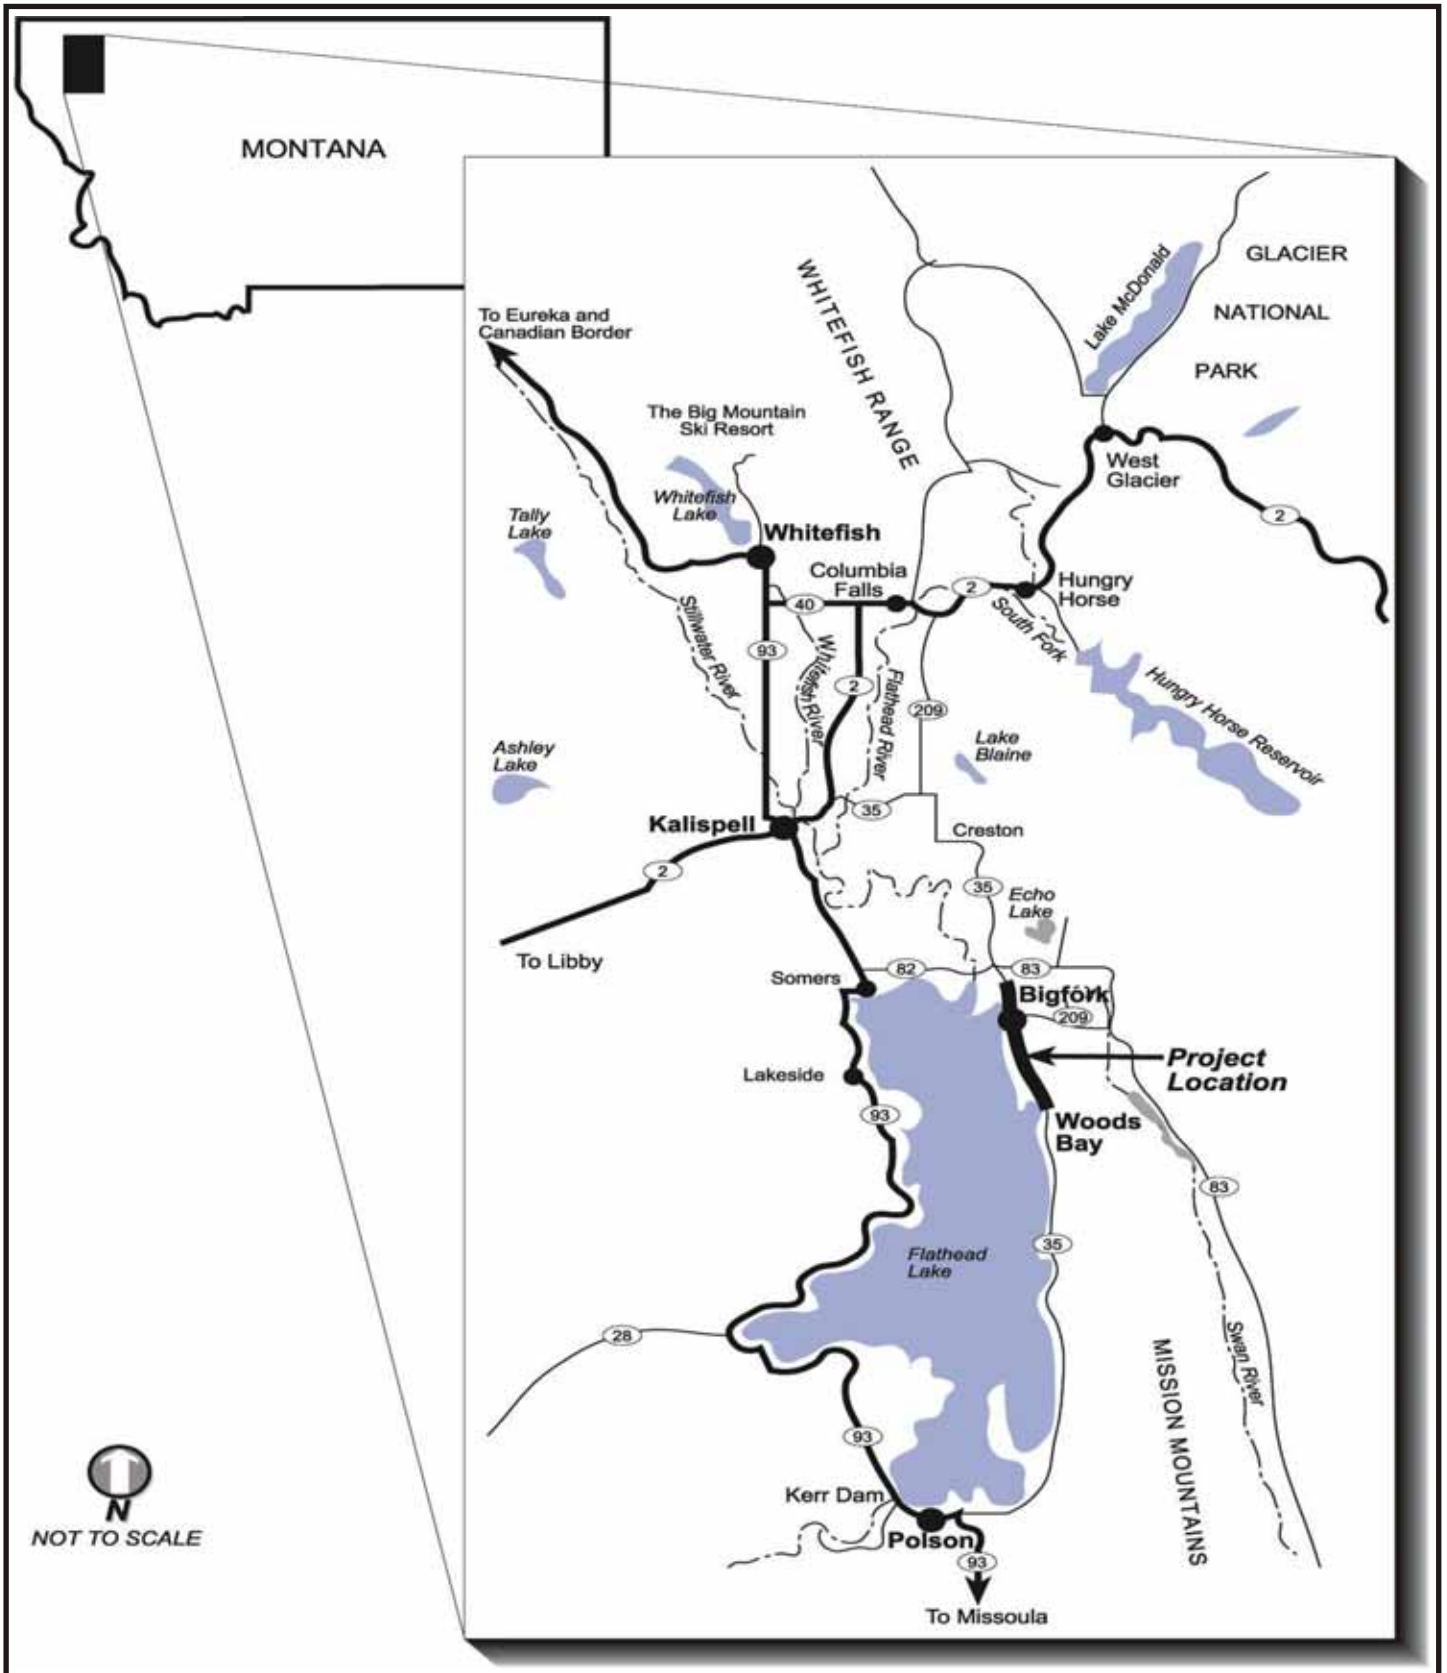 MONTANA
To Eureka and
Canadian Border
WHITEFISH RANGE
Lake McDonald
GLACIER
NATIONAL
PARK
The Big Mountain
Ski Resort
Whitefish
Lake
West
Glacier
2
Tally
Lake
Whitefish
Columbia
Falls
40
2
Hungry
Horse
South Fork
Stillwater River
93
Whitefish River
2
Flathead River
209
Hungry Horse Reservoir
Lake
Blaine
Ashley
Lake
35
Kalispell
Creston
2
35
Echo
Lake
To Libby
Somers
82
83
Bigfork
209
Project
Location
Lakeside
93
Woods
Bay
83
35
Flathead
Lake
28
Swan River
MISSION MOUNTAINS
93
Kerr Dam
Polson
93
To Missoula
N
NOT TO SCALE